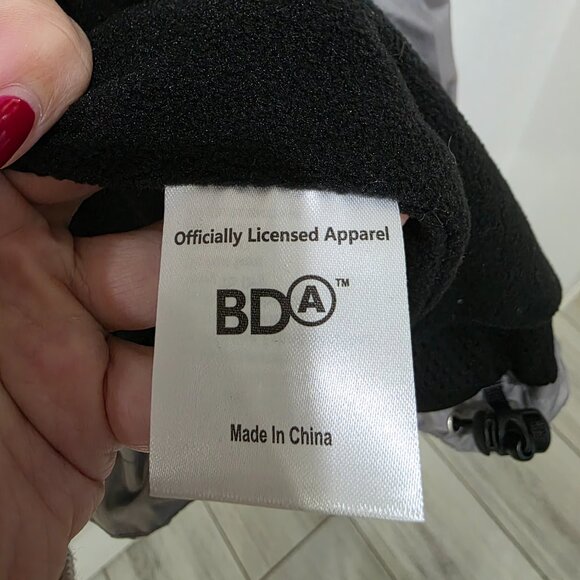 Officially Licensed Apparel
BDA™
Made In China